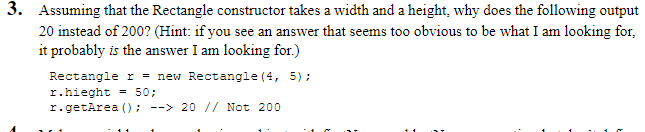 3. Assuming that the Rectangle constructor takes a width and a height, why does the following output
20 instead of 200? (Hint: if you see an answer that seems too obvious to be what I am looking for,
it probably is the answer I am looking for.)
Rectangle r = new Rectangle(4, 5);
r.hieght = 50;
r.getArea(); --> 20 // Not 200